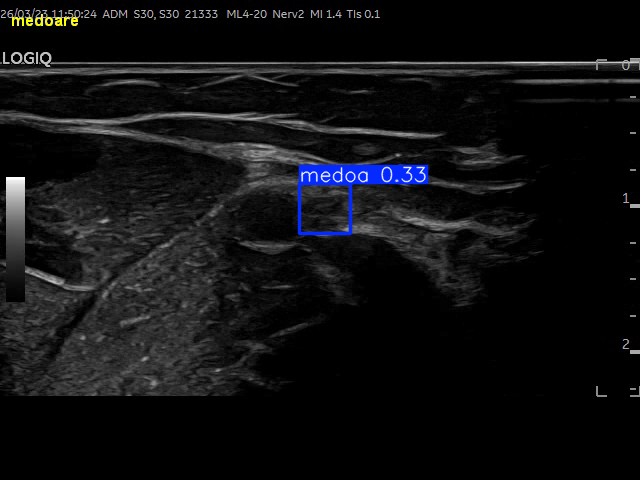 26/03/23 11:50:24 ADM S30, S30 21333 ML4-20 Nerv2 MI 1.4 TIs 0.1
medoare
LOGIQ
0
medoa 0.33
1
2